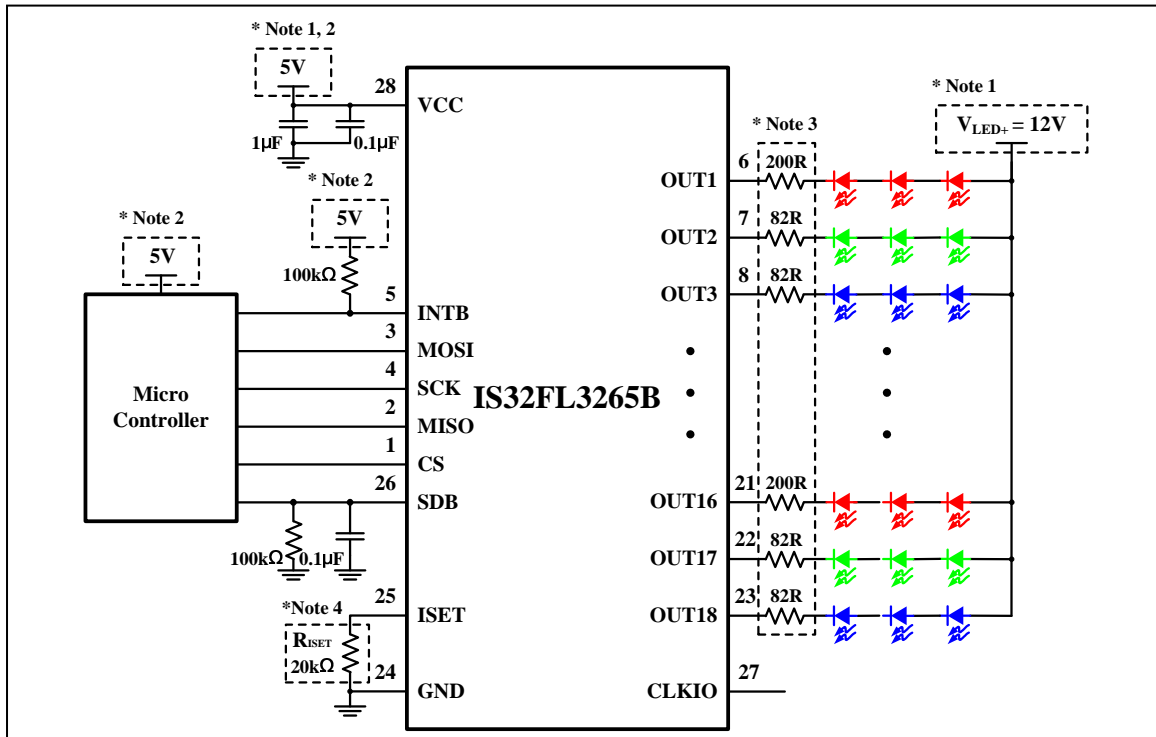 * Note 1, 2
5V
28
VCC
1µF
0.1µF
* Note 1
VLED+ = 12V
* Note 3
6
200R
OUT1
7
82R
OUT2
8
82R
OUT3
* Note 2
5V
* Note 2
5V
100kΩ
5
INTB
3
MOSI
4
SCK
2
MISO
1
CS
26
SDB
Micro
Controller
IS32FL3265B
100kΩ
0.1µF
21
200R
OUT16
22
82R
OUT17
23
82R
OUT18
*Note 4
25
ISET
RISET
20kΩ
24
GND
27
CLKIO